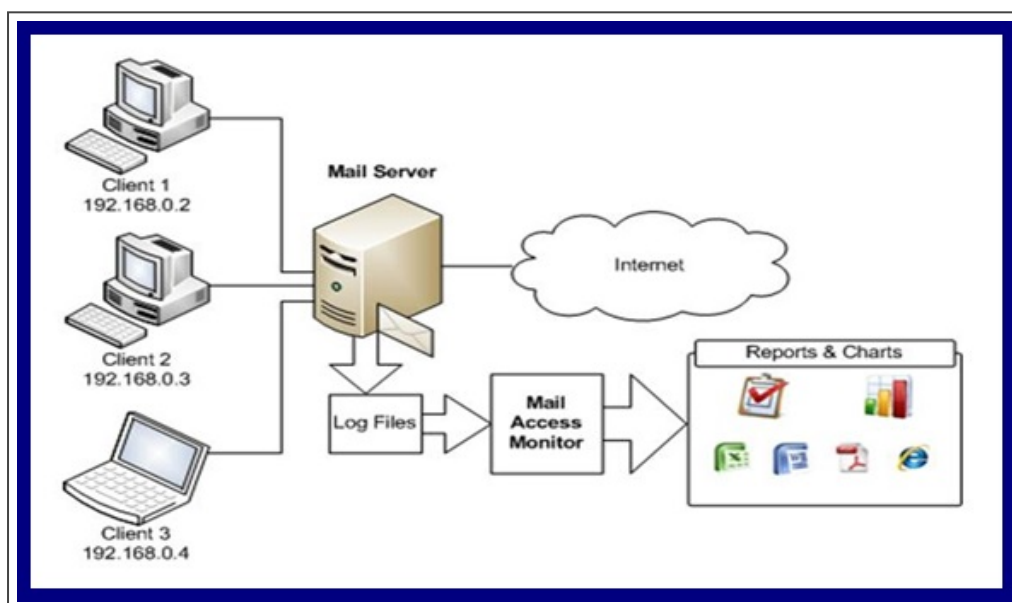 Client 1
192.168.0.2
Mail Server
Internet
Client 2
192.168.0.3
Reports & Charts
Log Files
Mail
Access
Monitor
Client 3
192.168.0.4